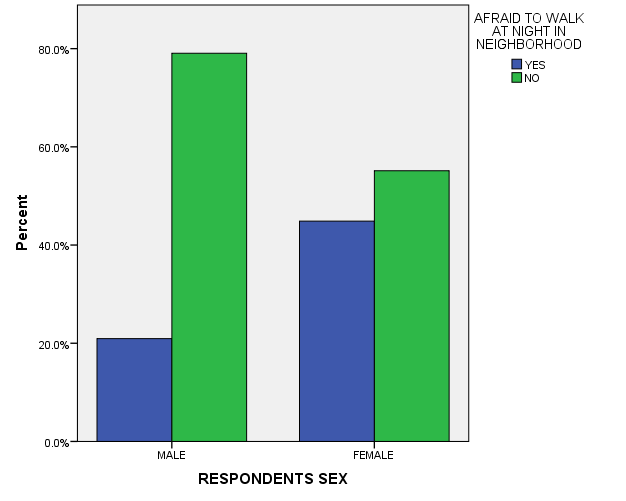 AFRAID TO WALK
AT NIGHT IN
NEIGHBORHOOD
YES
NO
80.0%
60.0%
40.0%
20.0%
0.0%
Percent
MALE
FEMALE
RESPONDENTS SEX